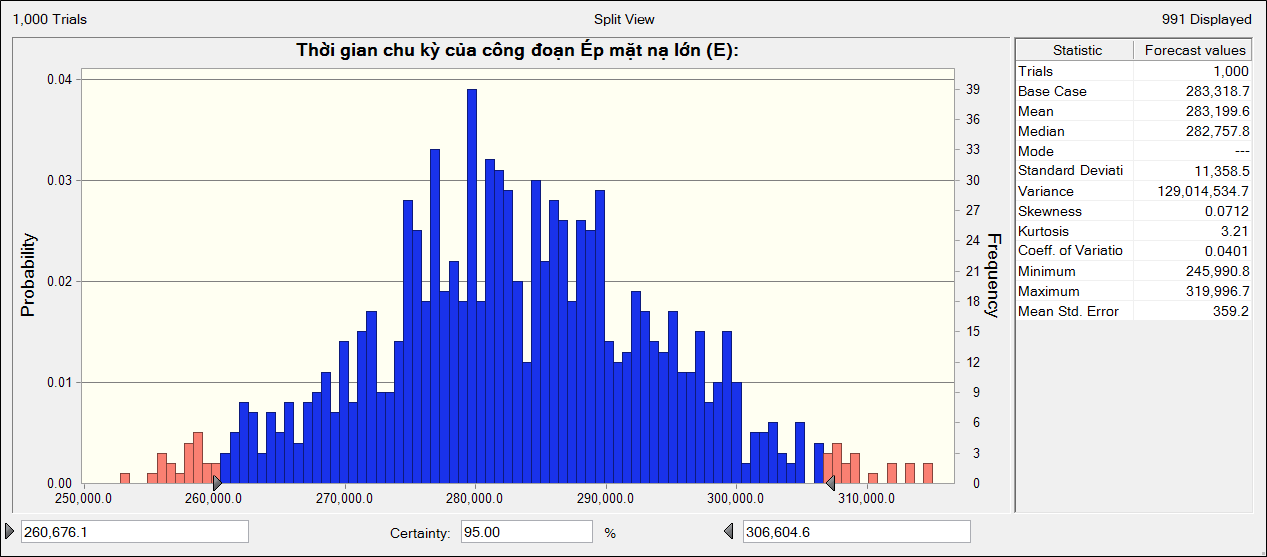 1,000 Trials
Split View
991 Displayed
Thời gian chu kỳ của công đoạn Ép mặt nạ lớn (E):
Probability
0.04
0.03
0.02
0.01
0.00
250,000.0 260,000.0 270,000.0 280,000.0 290,000.0 300,000.0 310,000.0
39
36
33
30
27
24
21
18
15
12
9
6
3
0
Frequency
Statistic Forecast values
Trials 1,000
Base Case 283,318.7
Mean 283,199.6
Median 282,757.8
Mode ---
Standard Deviati 11,358.5
Variance 129,014,534.7
Skewness 0.0712
Kurtosis 3.21
Coeff. of Variatio 0.0401
Minimum 245,990.8
Maximum 319,996.7
Mean Std. Error 359.2
260,676.1 Certainty: 95.00 % 306,604.6